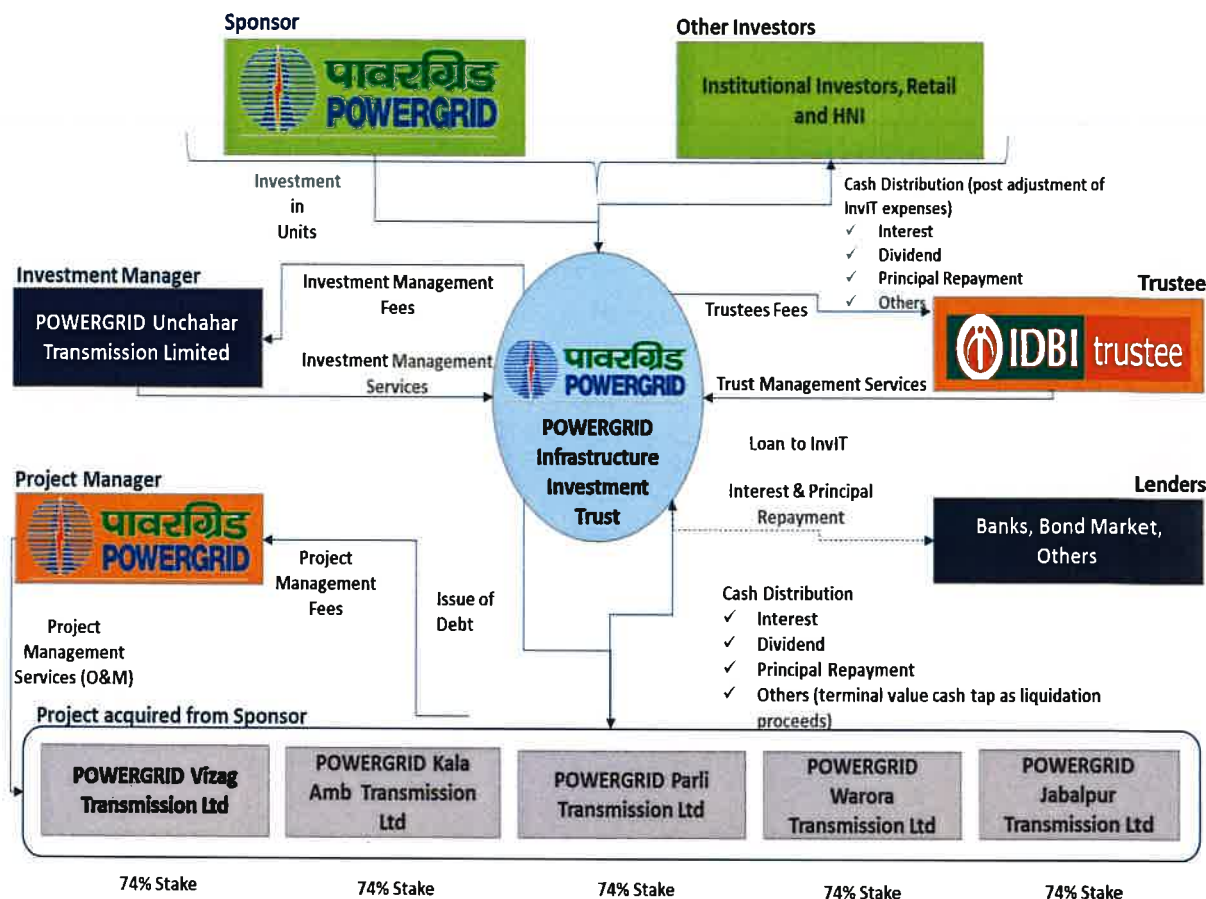 Sponsor
पावरग्रिड
POWERGRID
Other Investors
Institutional Investors, Retail
and HNI
Investment
in
Units
Cash Distribution (post adjustment of
InvIT expenses)
✓ Interest
✓ Dividend
✓ Principal Repayment
✓ Others
Investment Manager
POWERGRID Unchahar
Transmission Limited
Investment Management
Fees
Investment Management
Services
पावरग्रिड
POWERGRID
POWERGRID
Infrastructure
Investment
Trust
Trustees Fees
Trustee
IDBI trustee
Trust Management Services
Loan to InvIT
Interest & Principal
Repayment
Lenders
Banks, Bond Market,
Others
Project Manager
पावरग्रिड
POWERGRID
Project
Management
Fees
Issue of
Debt
Project
Management
Services (O&M)
Cash Distribution
✓ Interest
✓ Dividend
✓ Principal Repayment
✓ Others (terminal value cash tap as liquidation
proceeds)
Project acquired from Sponsor
POWERGRID Vizag
Transmission Ltd
POWERGRID Kala
Amb Transmission
Ltd
POWERGRID Parli
Transmission Ltd
POWERGRID
Warora
Transmission Ltd
POWERGRID
Jabalpur
Transmission Ltd
74% Stake
74% Stake
74% Stake
74% Stake
74% Stake